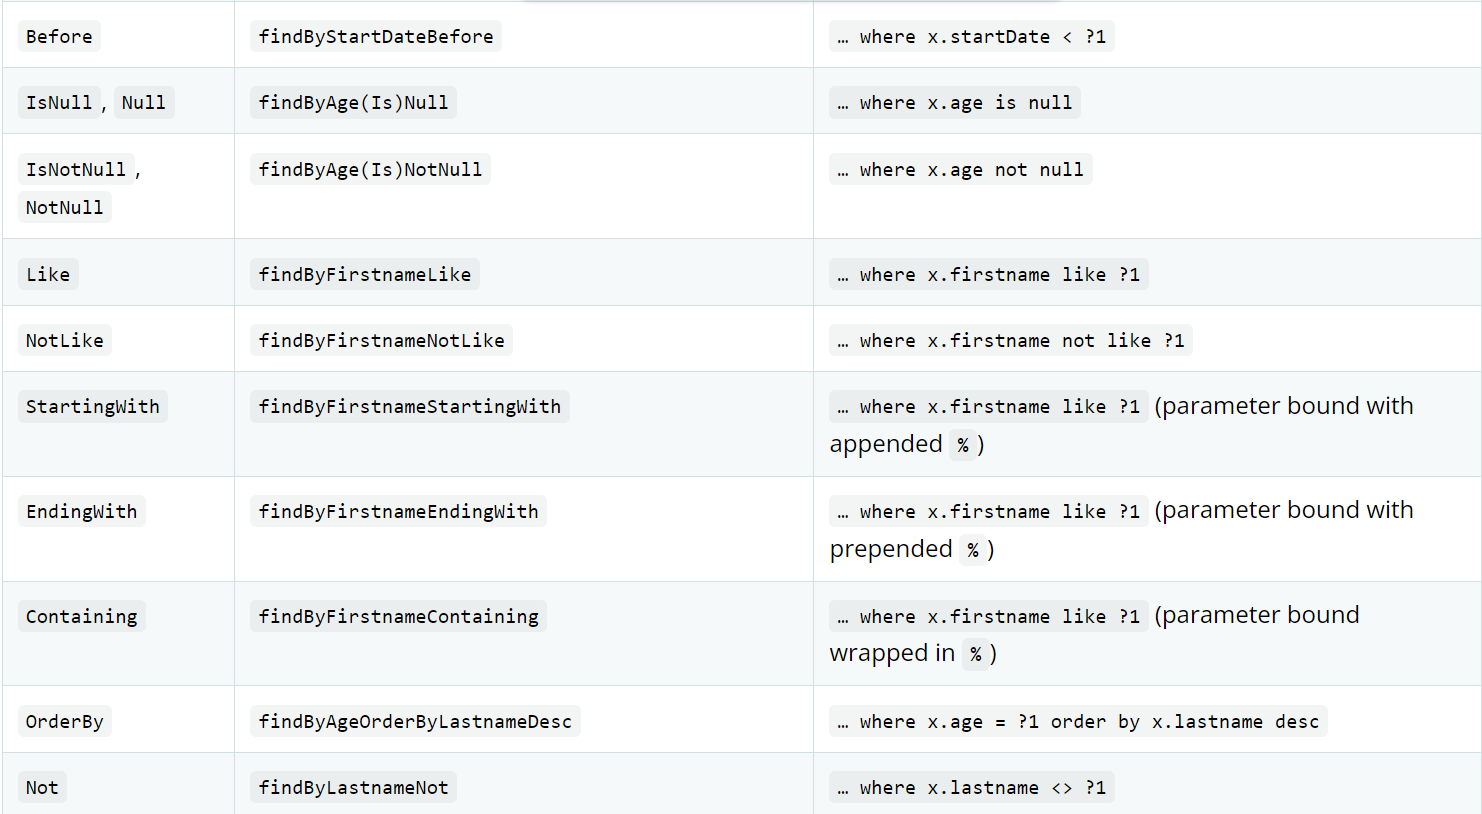 Before findByStartDateBefore … where x.startDate < ?1
IsNull , Null findByAge(Is)Null … where x.age is null
IsNotNull , findByAge(Is)NotNull … where x.age not null
NotNull
Like findByFirstnameLike … where x.firstname like ?1
NotLike findByFirstnameNotLike … where x.firstname not like ?1
StartingWith findByFirstnameStartingWith … where x.firstname like ?1 (parameter bound with
appended % )
EndingWith findByFirstnameEndingWith … where x.firstname like ?1 (parameter bound with
prepended % )
Containing findByFirstnameContaining … where x.firstname like ?1 (parameter bound
wrapped in % )
OrderBy findByAgeOrderByLastnameDesc … where x.age = ?1 order by x.lastname desc
Not findByLastnameNot … where x.lastname <> ?1